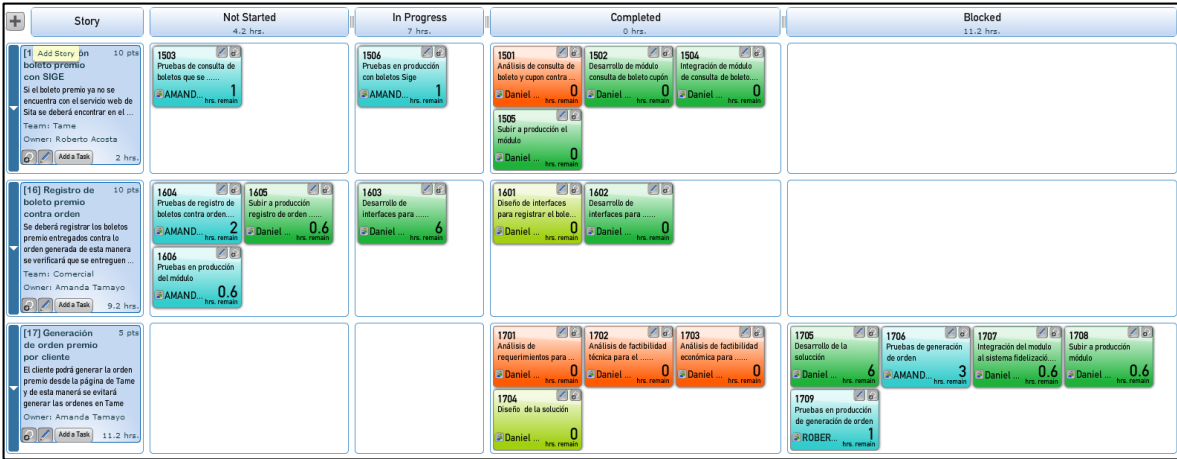 Story
Not Started
4.2 hrs.
In Progress
7 hrs.
Completed
0 hrs.
Blocked
11.2 hrs.
Add Story
10 pts
boleto premio
con SIGE
Si el boleto premio ya no se
encuentra con el servicio web de
Sita se deberá encontrar en el ...
Team: Tame
Owner: Roberto Acosta
Add a Task
2 hrs.
1503
Pruebas de consulta de
boletos que se ......
AMAND...
1
hrs. remain
1506
Pruebas en producción
con boletos Sige
AMAND...
1
hrs. remain
1501
Análisis de consulta de
boleto y cupon contra ...
Daniel ...
0
hrs. remain
1502
Desarrollo de módulo
consulta de boleto cupón
Daniel ...
0
hrs. remain
1504
Integración de módulo
de consulta de boleto....
Daniel ...
0
hrs. remain
1505
Subir a producción el
módulo
Daniel ...
0
hrs. remain
[16] Registro de
10 pts
boleto premio
contra orden
Se deberá registrar los boletos
premio entregados contra lo
orden generada de esta manera
se verificará que se entreguen ...
Team: Comercial
Owner: Amanda Tamayo
Add a Task
9.2 hrs.
1604
Pruebas de registro de
boletos contra orden....
AMAND...
2
hrs. remain
1605
Subir a producción
registro de orden ......
Daniel ...
0.6
hrs. remain
1606
Pruebas en producción
del módulo
AMAND...
0.6
hrs. remain
1603
Desarrollo de
interfaces para ......
Daniel ...
6
hrs. remain
1601
Diseño de interfaces
para registrar el bole...
Daniel ...
0
hrs. remain
1602
Desarrollo de
interfaces para ......
Daniel ...
0
hrs. remain
[17] Generación
5 pts
de orden premio
por cliente
El cliente podrá generar la orden
premio desde la página de Tame
y de esta manerá se evitará
generar las ordenes en Tame
Owner: Amanda Tamayo
Add a Task
11.2 hrs.
1701
Análisis de
requerimientos para ...
Daniel ...
0
hrs. remain
1702
Análisis de factibilidad
técnica para el ......
Daniel ...
0
hrs. remain
1703
Análisis de factibilidad
económica para ......
Daniel ...
0
hrs. remain
1704
Diseño de la solución
Daniel ...
0
hrs. remain
1705
Desarrollo de la
solucción
Daniel ...
6
hrs. remain
1706
Pruebas de generación
de orden
AMAND...
3
hrs. remain
1707
Integración del modulo
al sistema fidelizació....
Daniel ...
0.6
hrs. remain
1708
Subir a producción
módulo
Daniel ...
0.6
hrs. remain
1709
Pruebas en producción
de generación de orden
ROBER...
1
hrs. remain